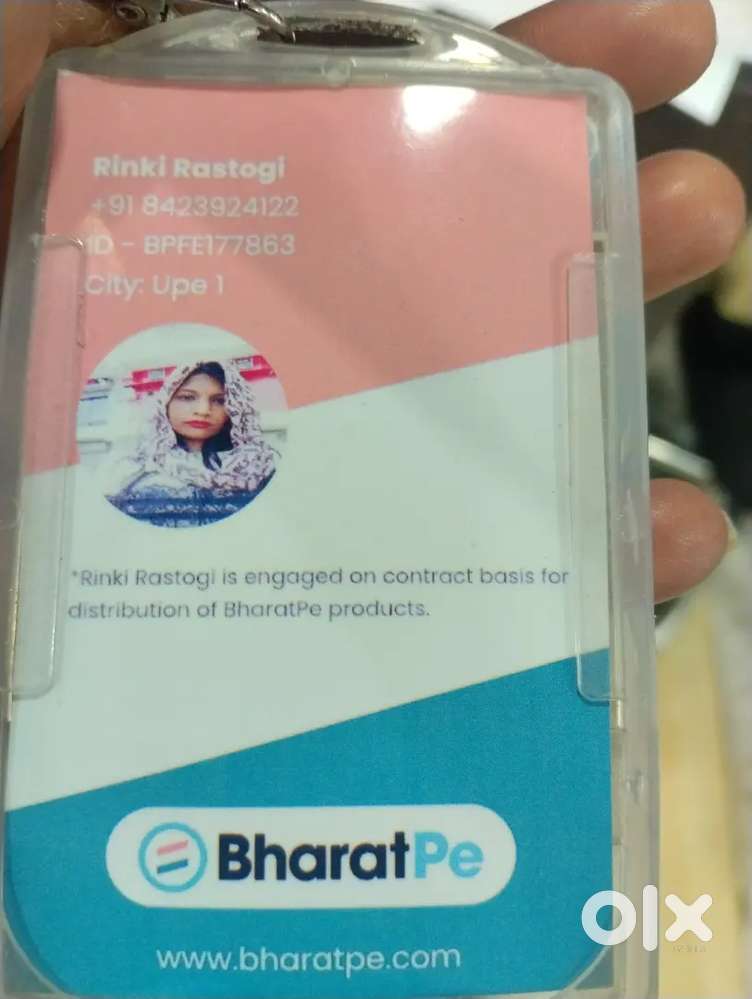 Rinki Rastogi
+91 8423924122
ID - BPFE177863
City: Upe 1
*Rinki Rastogi is engaged on contract basis for
distribution of BharatPe products.
BharatPe
www.bharatpe.com
olx
INDIA